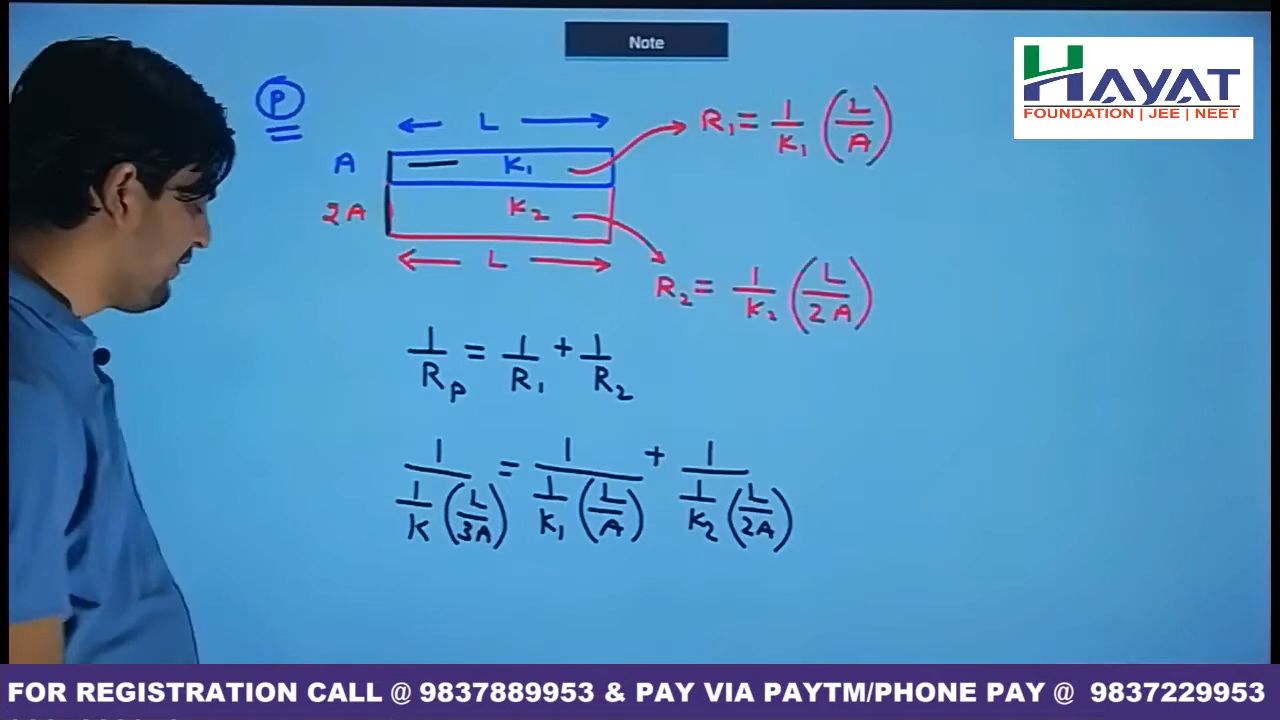 Note
HAYAT
FOUNDATION | JEE | NEET
P
L
A K₁ R₁ = 1/K₁ (L/A)
2A K₂
L
R₂ = 1/K₂ (L/2A)
1/Rₚ = 1/R₁ + 1/R₂
1/(1/K (L/3A)) = 1/(1/K₁ (L/A)) + 1/(1/K₂ (L/2A))
FOR REGISTRATION CALL @ 9837889953 & PAY VIA PAYTM/PHONE PAY @ 9837229953